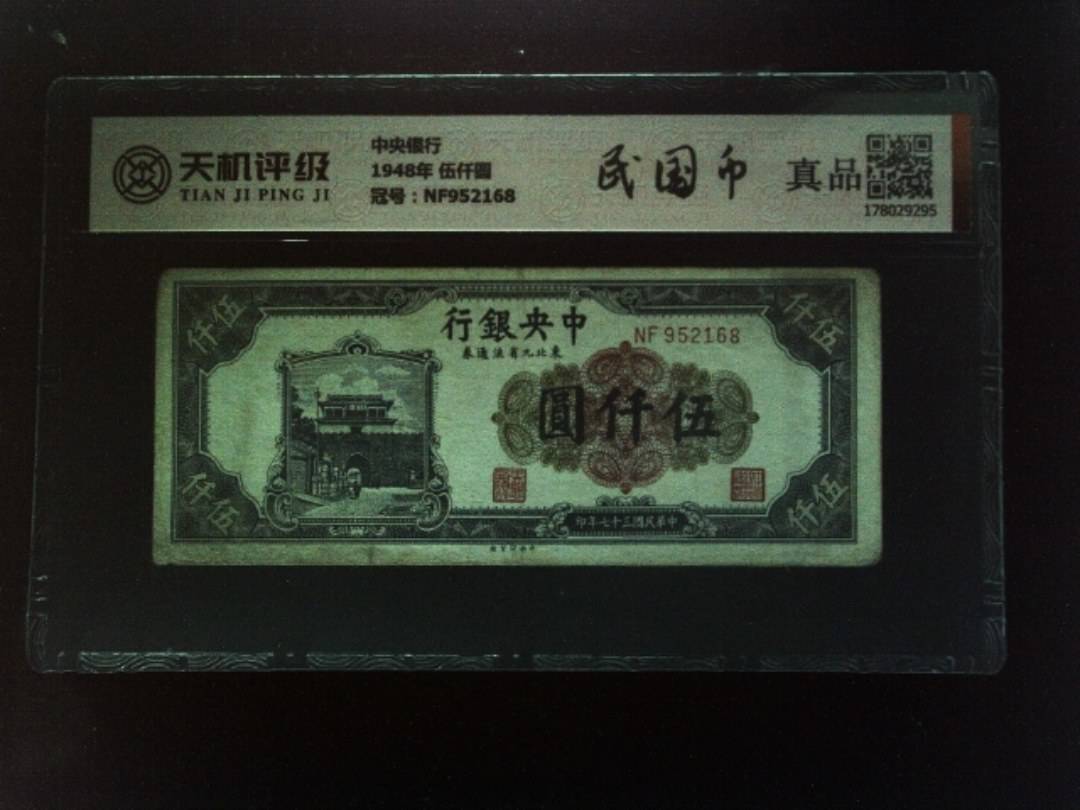 天机评级
TIAN JI PING JI
中央银行
1948年 伍仟圆
冠号：NF952168
民国币
真品
178029295
行銀央中
券通流省九北東
NF 952168
圓仟伍
仟伍
仟伍
仟伍
仟伍
印年七十三國民華中